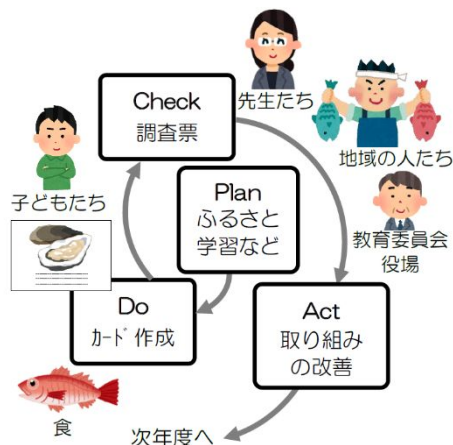 先生たち
Check
調査票
地域の人たち
子どもたち
Plan
ふるさと
学習など
教育委員会
役場
Do
ｶｰﾄﾞ作成
Act
取り組み
の改善
食
次年度へ